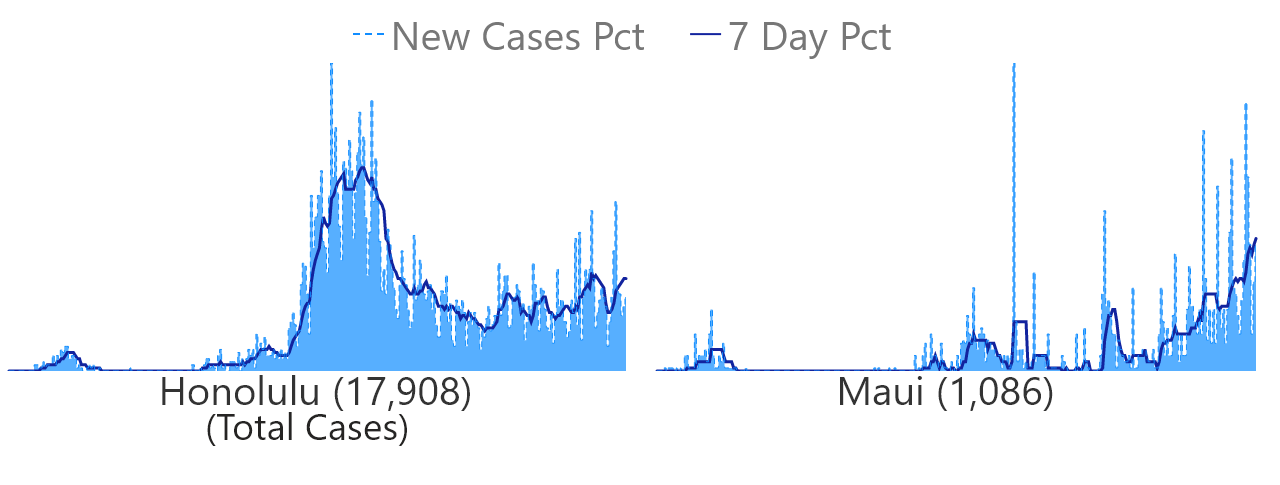 New Cases Pct 7 Day Pct
Honolulu (17,908)
(Total Cases)
Maui (1,086)